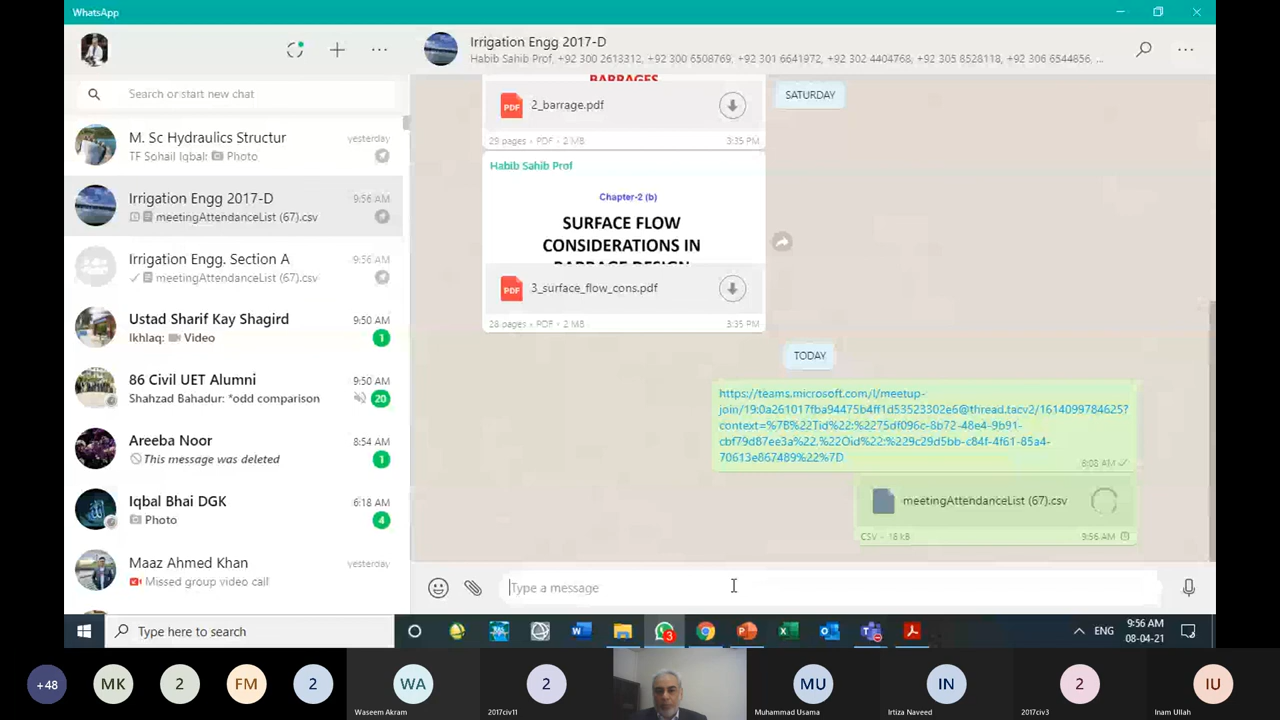 WhatsApp
Search or start new chat
M. Sc Hydraulics Structur
yesterday
TF Sohail Iqbal: Photo
Irrigation Engg 2017-D
9:56 AM
meetingAttendanceList (67).csv
Irrigation Engg. Section A
9:56 AM
meetingAttendanceList (67).csv
Ustad Sharif Kay Shagird
9:50 AM
Ikhlaq: Video
1
86 Civil UET Alumni
9:50 AM
Shahzad Bahadur: *odd comparison
20
Areeba Noor
8:54 AM
This message was deleted
1
Iqbal Bhai DGK
6:18 AM
Photo
4
Maaz Ahmed Khan
yesterday
Missed group video call
Irrigation Engg 2017-D
Habib Sahib Prof, +92 300 2613312, +92 300 6508769, +92 301 6641972, +92 302 4404768, +92 305 8528118, +92 306 6544856, ...
SATURDAY
BARRAGES
PDF
2_barrage.pdf
29 pages • PDF • 2 MB
3:35 PM
Habib Sahib Prof
Chapter-2 (b)
SURFACE FLOW
CONSIDERATIONS IN
BARRAGE DESIGN
PDF
3_surface_flow_cons.pdf
28 pages • PDF • 2 MB
3:35 PM
TODAY
https://teams.microsoft.com/l/meetup-
join/19:0a261017fba94475b4ff1d53523302e6@thread.tacv2/1614099784625?
context=%7B%22Tid%22:%2275df096c-8b72-48e4-9b91-
cbf79d87ee3a%22,%22Oid%22:%229c29d5bb-c84f-4f61-85a4-
70613e867489%22%7D
8:08 AM
meetingAttendanceList (67).csv
CSV • 18 kB
9:56 AM
Type a message
Type here to search
3
ENG
9:56 AM
08-04-21
+48
MK
2
FM
2
WA
Waseem Akram
2
2017civ11
MU
Muhammad Usama
IN
Irtiza Naveed
2
2017civ3
IU
Inam Ullah